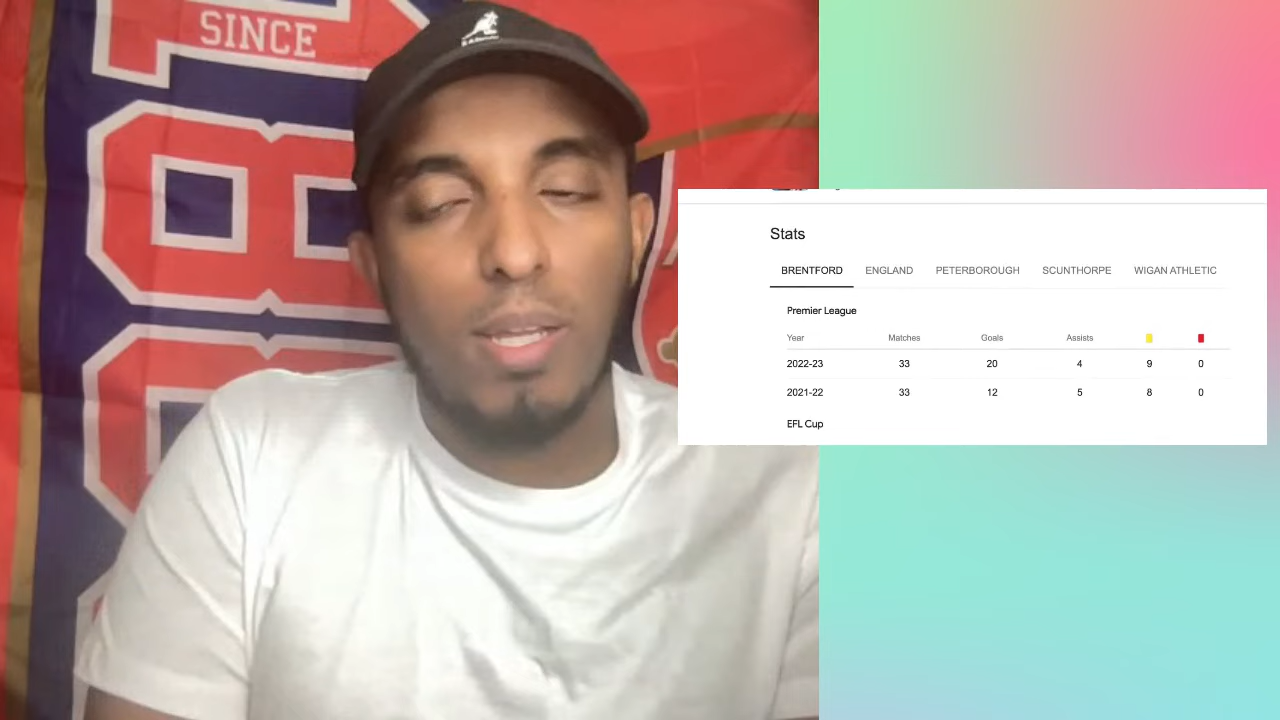 SINCE
188
Stats
BRENTFORD ENGLAND PETERBOROUGH SCUNTHORPE WIGAN ATHLETIC
Premier League
Year Matches Goals Assists
2022-23 33 20 4 9 0
2021-22 33 12 5 8 0
EFL Cup